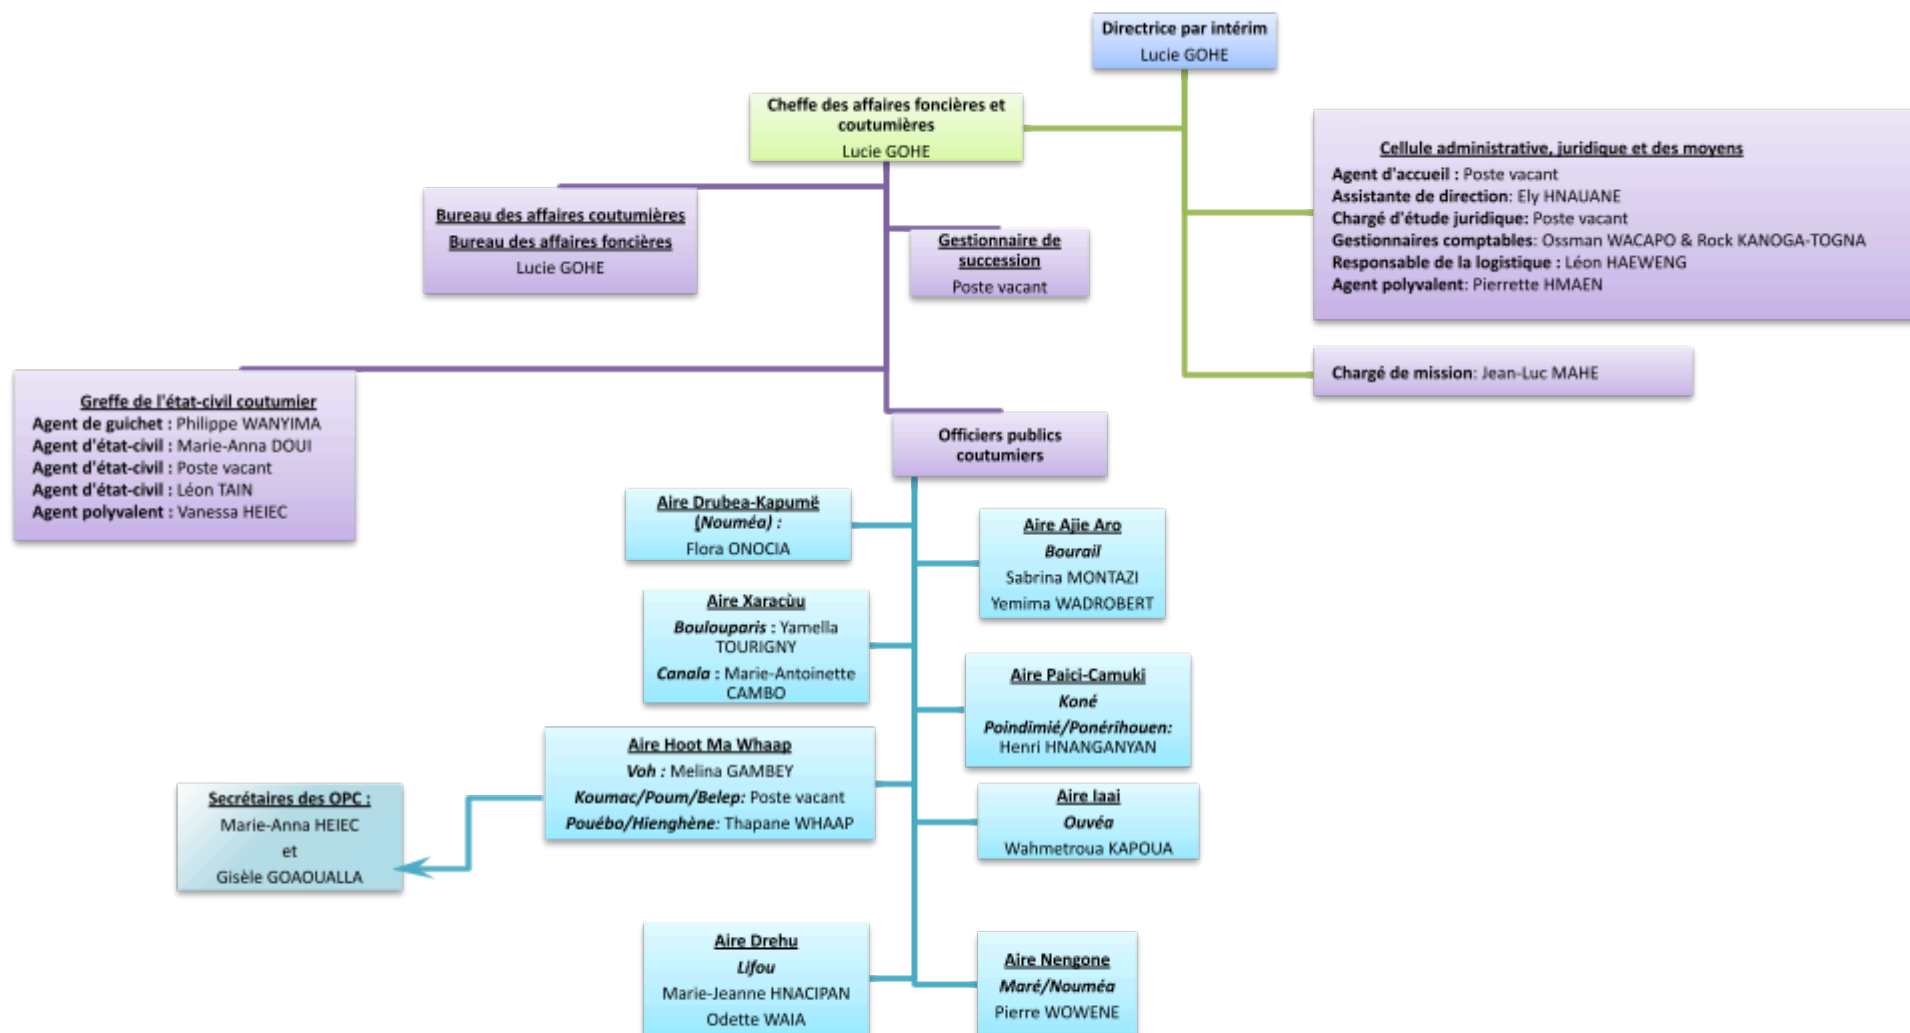 Directrice par intérim
Lucie GOHE
Cheffe des affaires foncières et
coutumières
Lucie GOHE
Cellule administrative, juridique et des moyens
Agent d'accueil : Poste vacant
Assistante de direction: Ely HNAUANE
Chargé d'étude juridique: Poste vacant
Gestionnaires comptables: Ossman WACAPO & Rock KANOGA-TOGNA
Responsable de la logistique : Léon HAEWENG
Agent polyvalent: Pierrette HMAEN
Bureau des affaires coutumières
Bureau des affaires foncières
Lucie GOHE
Gestionnaire de
succession
Poste vacant
Chargé de mission: Jean-Luc MAHE
Greffe de l'état-civil coutumier
Agent de guichet : Philippe WANYIMA
Agent d'état-civil : Marie-Anna DOUI
Agent d'état-civil : Poste vacant
Agent d'état-civil : Léon TAIN
Agent polyvalent : Vanessa HEIEC
Officiers publics
coutumiers
Aire Drubea-Kapumë
(Nouméa) :
Flora ONOCIA
Aire Ajie Aro
Bourail
Sabrina MONTAZI
Yemima WADROBERT
Aire Xaracùu
Boulouparis : Yamella
TOURIGNY
Canala : Marie-Antoinette
CAMBO
Aire Paici-Camuki
Koné
Poindimié/Ponérihouen:
Henri HNANGANYAN
Aire Hoot Ma Whaap
Voh : Melina GAMBEY
Koumac/Poum/Belep: Poste vacant
Pouébo/Hienghène: Thapane WHAAP
Secrétaires des OPC :
Marie-Anna HEIEC
et
Gisèle GOAOUALLA
Aire Iaai
Ouvéa
Wahmetroua KAPOUA
Aire Drehu
Lifou
Marie-Jeanne HNACIPAN
Odette WAIA
Aire Nengone
Maré/Nouméa
Pierre WOWENE